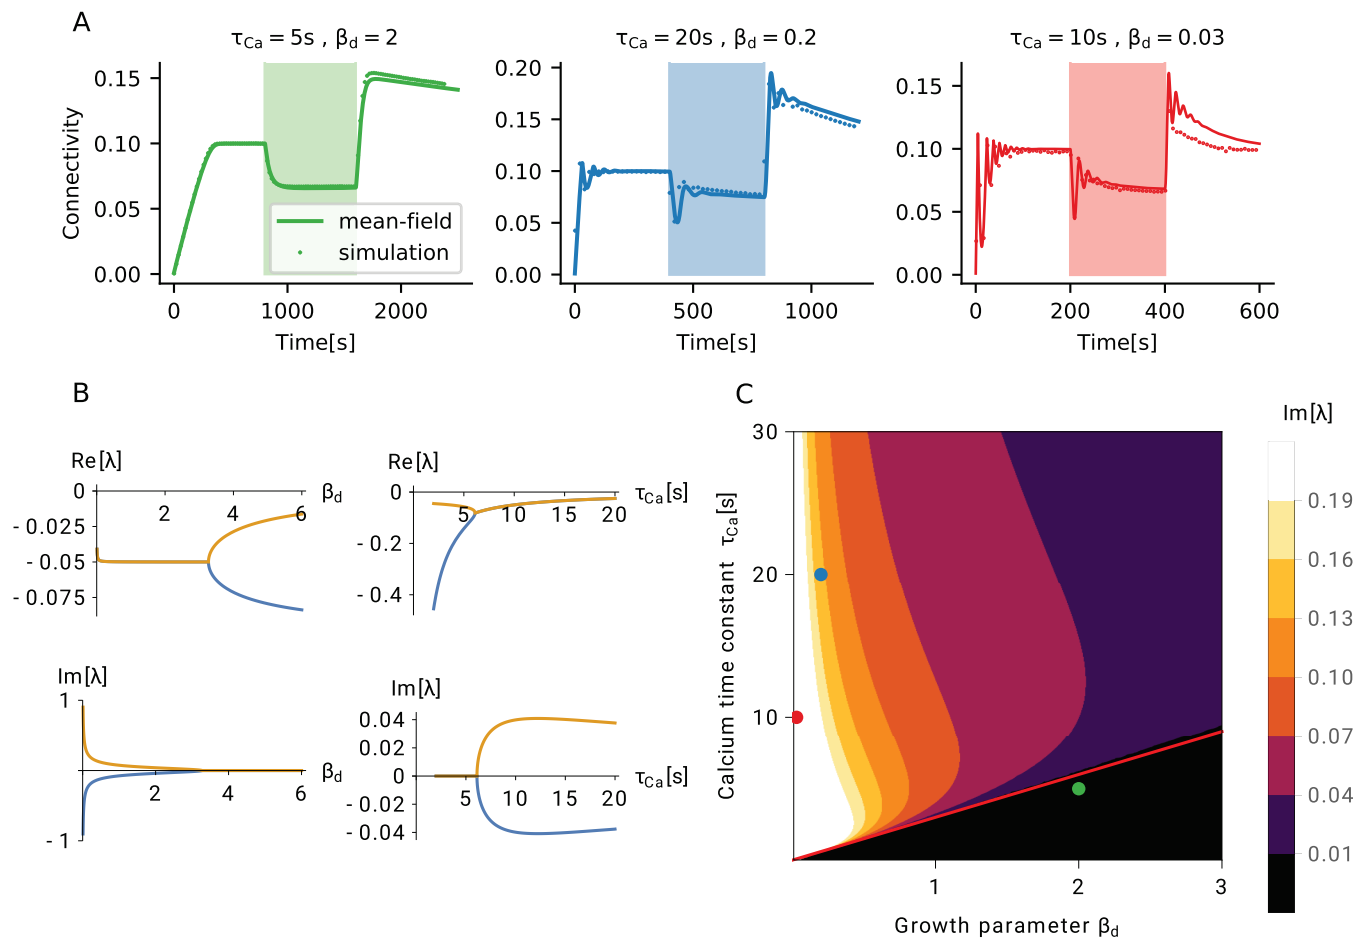 A
τCa = 5s , βd = 2
τCa = 20s , βd = 0.2
τCa = 10s , βd = 0.03
Connectivity
0.15
0.10
0.05
0.00
mean-field
simulation
0
1000
2000
Time[s]
0.20
0.15
0.10
0.05
0.00
0
500
1000
Time[s]
0.15
0.10
0.05
0.00
0
200
400
600
Time[s]
B
Re[λ]
0
- 0.025
- 0.05
- 0.075
2
4
6
βd
Re[λ]
0
- 0.2
- 0.4
5
10
15
20
τCa[s]
Im[λ]
1
- 1
2
4
6
βd
Im[λ]
0.04
0.02
0
- 0.02
- 0.04
5
10
15
20
τCa[s]
C
Calcium time constant τCa[s]
30
20
10
1
2
3
Growth parameter βd
Im[λ]
0.19
0.16
0.13
0.10
0.07
0.04
0.01